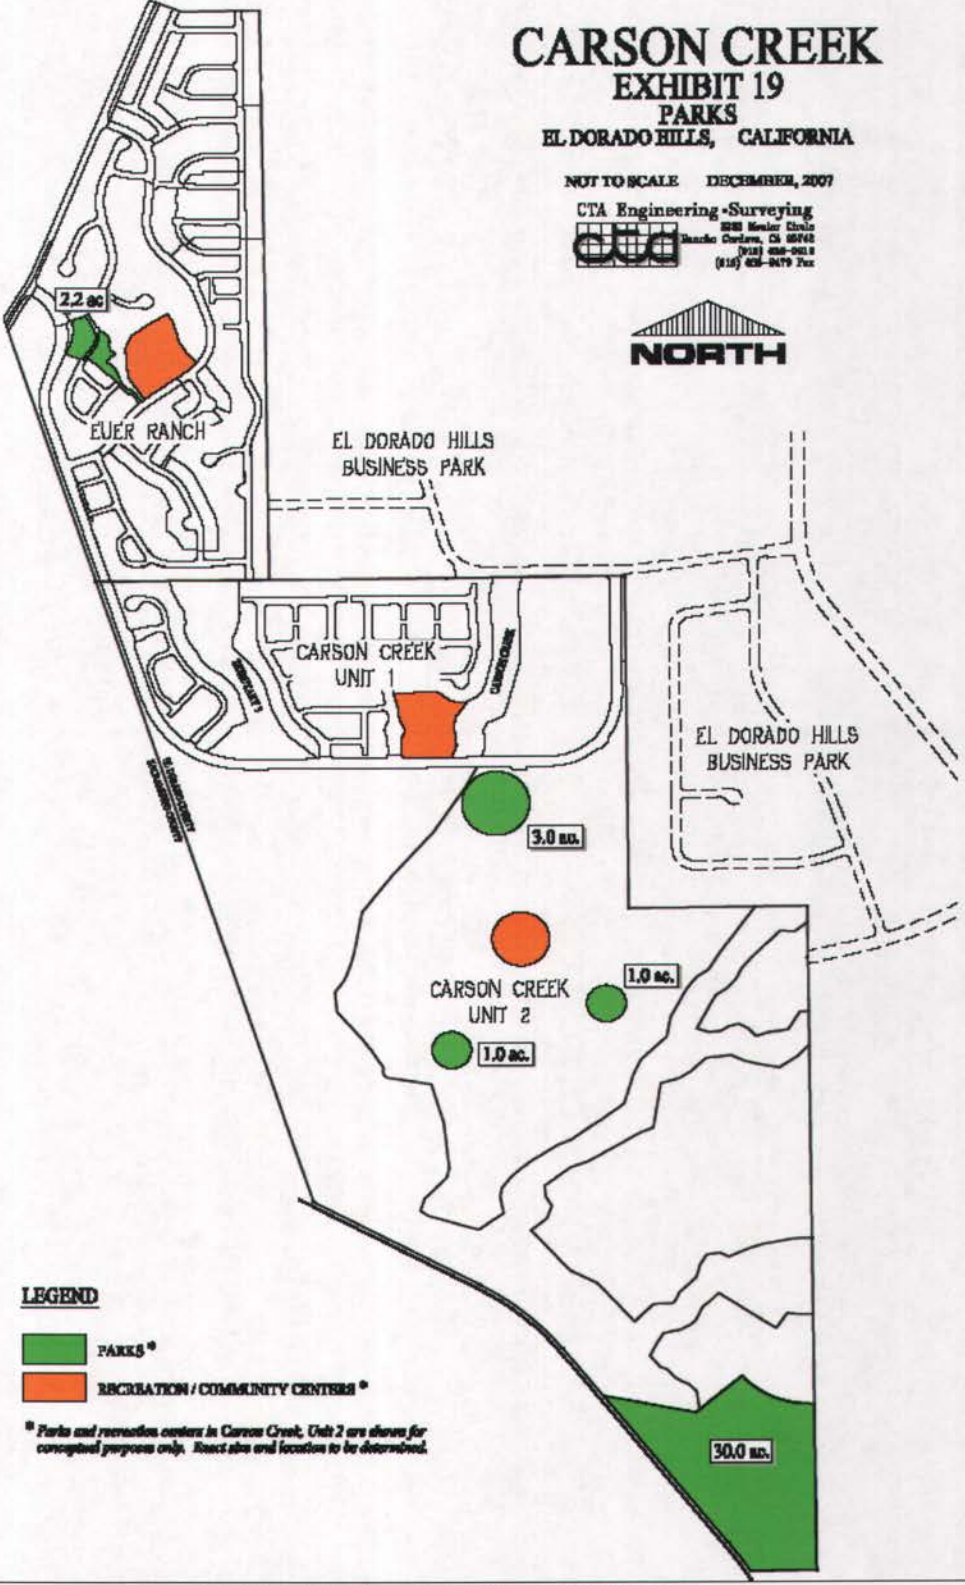 CARSON CREEK
EXHIBIT 19
PARKS
EL DORADO HILLS, CALIFORNIA
NOT TO SCALE DECEMBER, 2007
CTA Engineering • Surveying
cta
NORTH
2.2 ac
EUER RANCH
EL DORADO HILLS
BUSINESS PARK
CARSON CREEK
UNIT 1
CARSON CREEK
EL DORADO HILLS
BUSINESS PARK
3.0 ac.
1.0 ac.
CARSON CREEK
UNIT 2
1.0 ac.
LEGEND
PARKS *
RECREATION / COMMUNITY CENTERS *
* Parks and recreation centers in Carson Creek, Unit 2 are shown for
conceptual purposes only. Exact size and location to be determined.
30.0 ac.